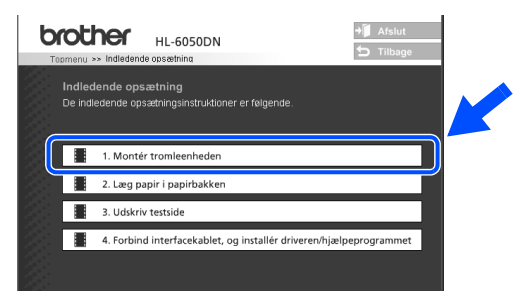 brother HL-6050DN
Afslut
Topmenu >> Indledende opsætning
Tilbage
Indledende opsætning
De indledende opsætningsinstruktioner er følgende.
1. Montér tromleenheden
2. Læg papir i papirbakken
3. Udskriv testside
4. Forbind interfacekablet, og installér driveren/hjælpeprogrammet